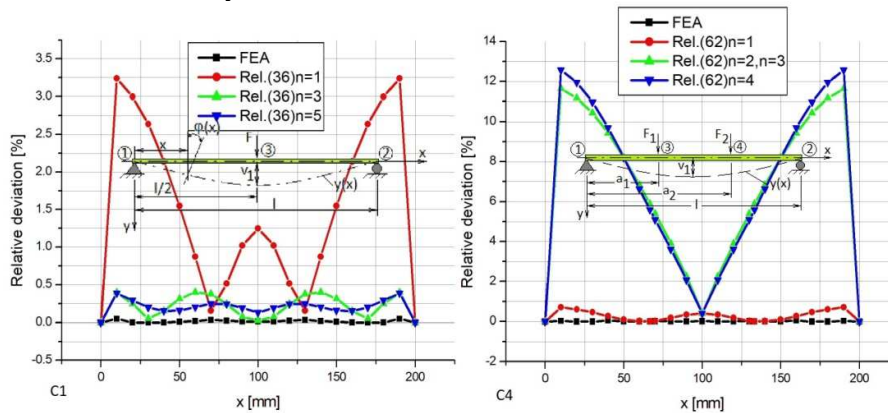 FEA
Rel.(36)n=1
Rel.(36)n=3
Rel.(36)n=5
Relative deviation [%]
3.5
3.0
2.5
2.0
1.5
1.0
0.5
0.0
-0.5
φ(x)
x
F
x
①
③
②
v1
y(x)
l/2
l
y
0
50
100
150
200
C1
x [mm]
FEA
Rel.(62)n=1
Rel.(62)n=2,n=3
Rel.(62)n=4
Relative deviation [%]
14
12
10
8
6
4
2
0
-2
F1
F2
①
③
④
②
x
v1
a1
a2
y(x)
l
y
0
50
100
150
200
C4
x [mm]